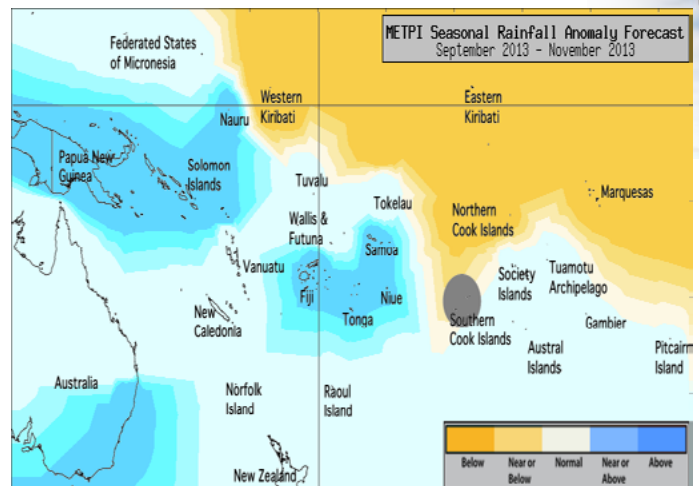 METPI Seasonal Rainfall Anomaly Forecast
September 2013 - November 2013
Federated States
of Micronesia
Western
Kiribati
Eastern
Kiribati
Nauru
Papua New
Guinea
Solomon
Islands
Tuvalu
Tokelau
Marquesas
Wallis &
Futuna
Northern
Cook Islands
Samoa
Vanuatu
Society
Islands
Tuamotu
Archipelago
Fiji
Niue
New
Caledonia
Tonga
Southern
Cook Islands
Gambier
Austral
Islands
Pitcairn
Island
Australia
Norfolk
Island
Raoul
Island
New Zealand
Below
Near or
Below
Normal
Near or
Above
Above